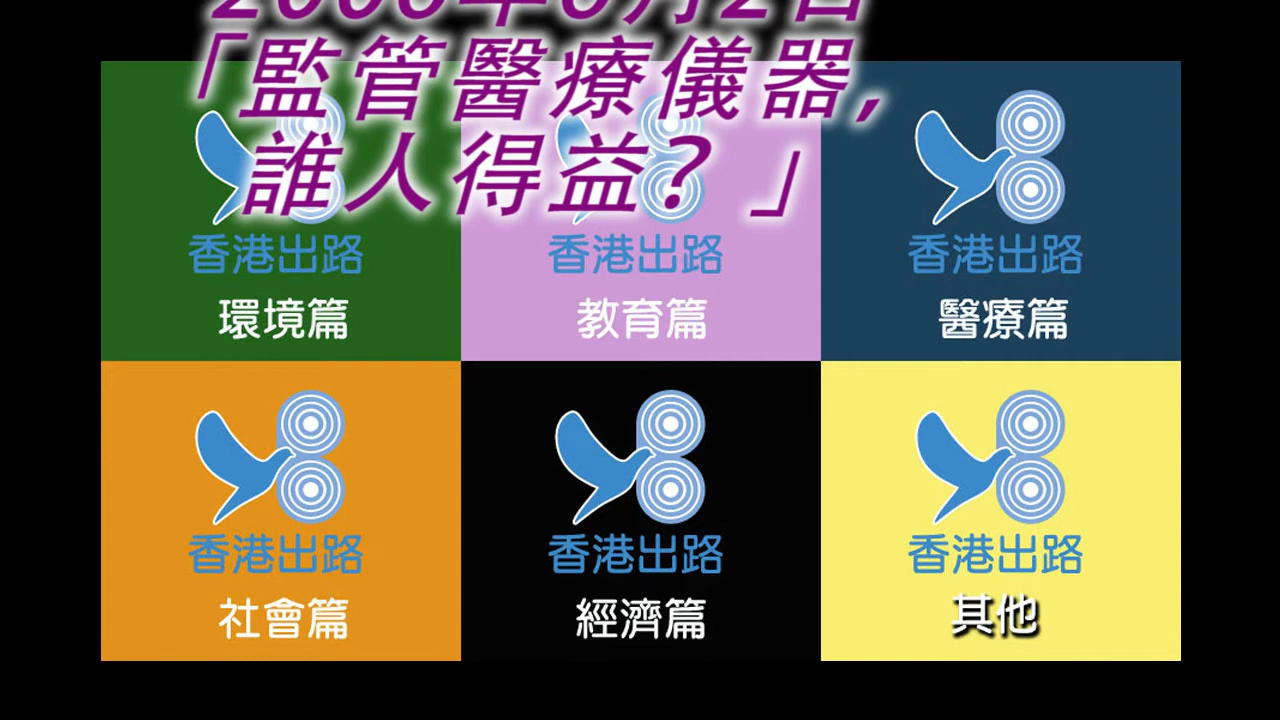 「監管醫療儀器,
誰人得益?」
香港出路 香港出路 香港出路
環境篇 教育篇 醫療篇
香港出路 香港出路 香港出路
社會篇 經濟篇 其他